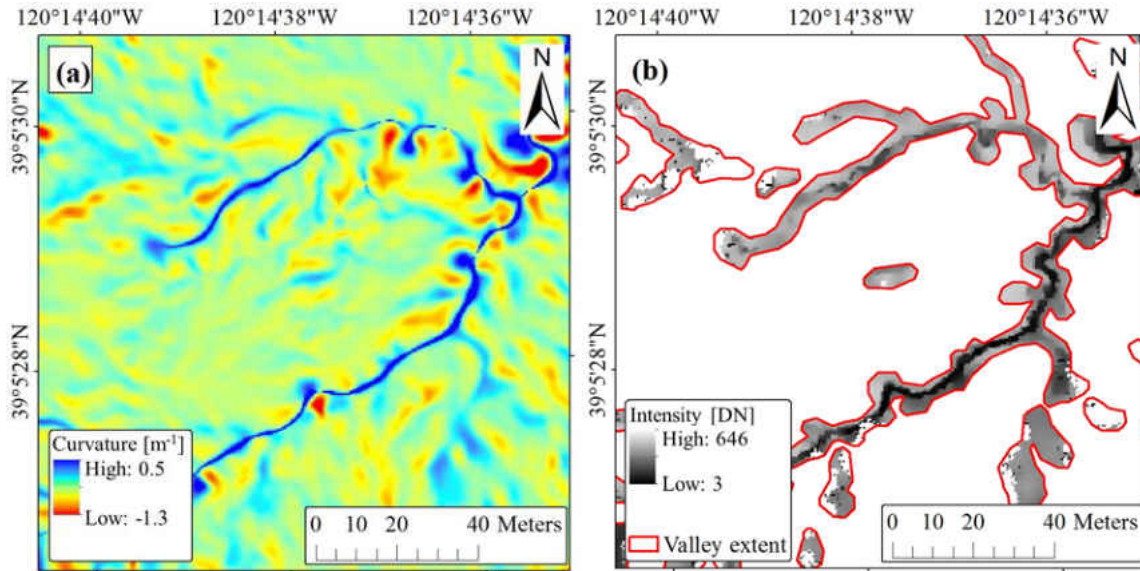 120°14'40"W 120°14'38"W 120°14'36"W 120°14'40"W 120°14'38"W 120°14'36"W
(a)
N
39°5'30"N
39°5'28"N
Curvature [m⁻¹]
High: 0.5
Low: -1.3
0 10 20 40 Meters
(b)
N
39°5'30"N
39°5'28"N
Intensity [DN]
High: 646
Low: 3
Valley extent
0 10 20 40 Meters